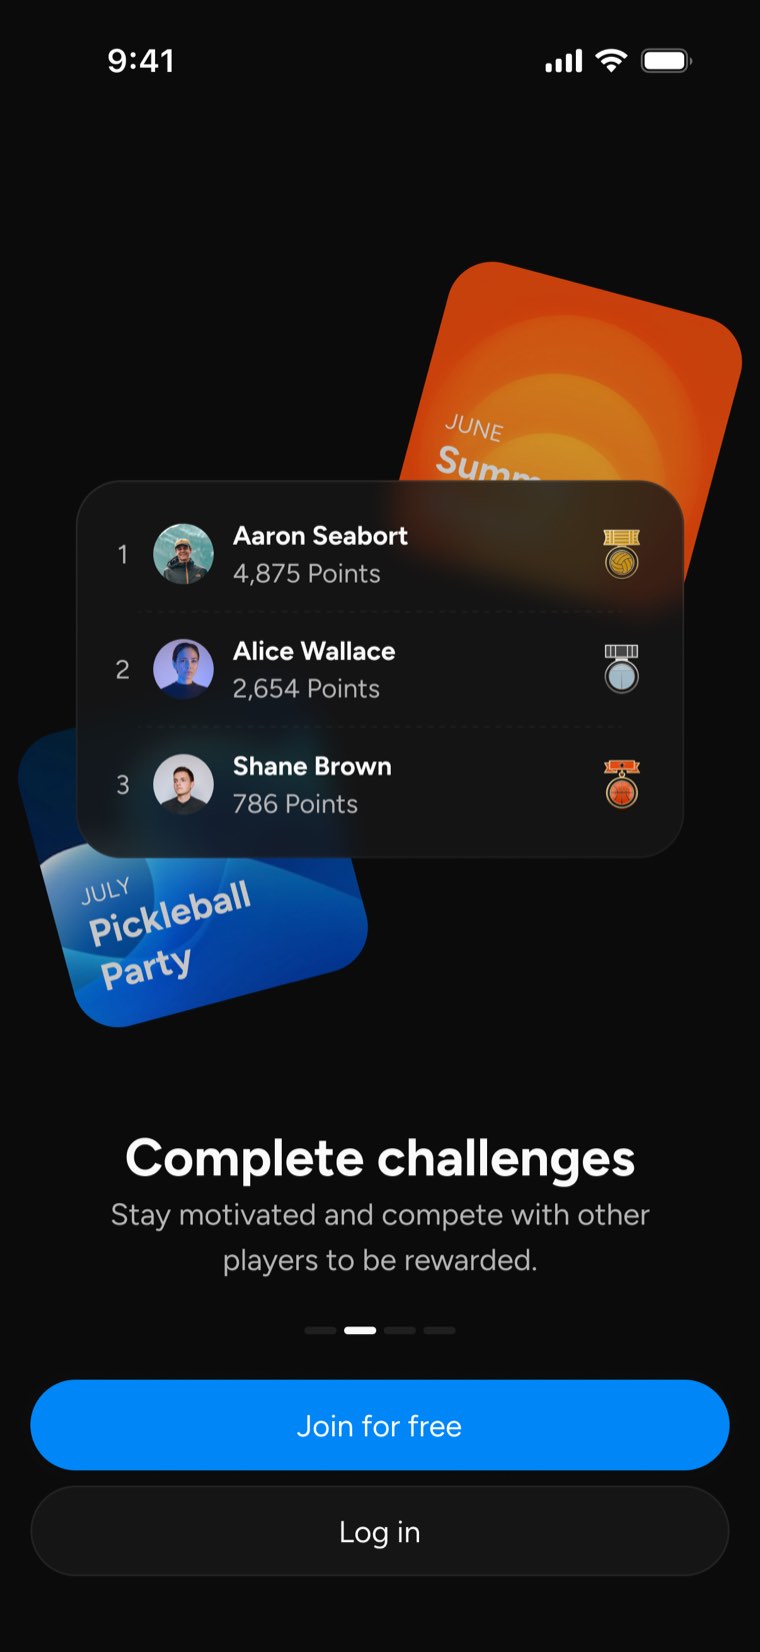 9:41
JUNE
1
Aaron Seabort
4,875 Points
2
Alice Wallace
2,654 Points
3
Shane Brown
786 Points
JULY
Pickleball
Party
Complete challenges
Stay motivated and compete with other
players to be rewarded.
Join for free
Log in